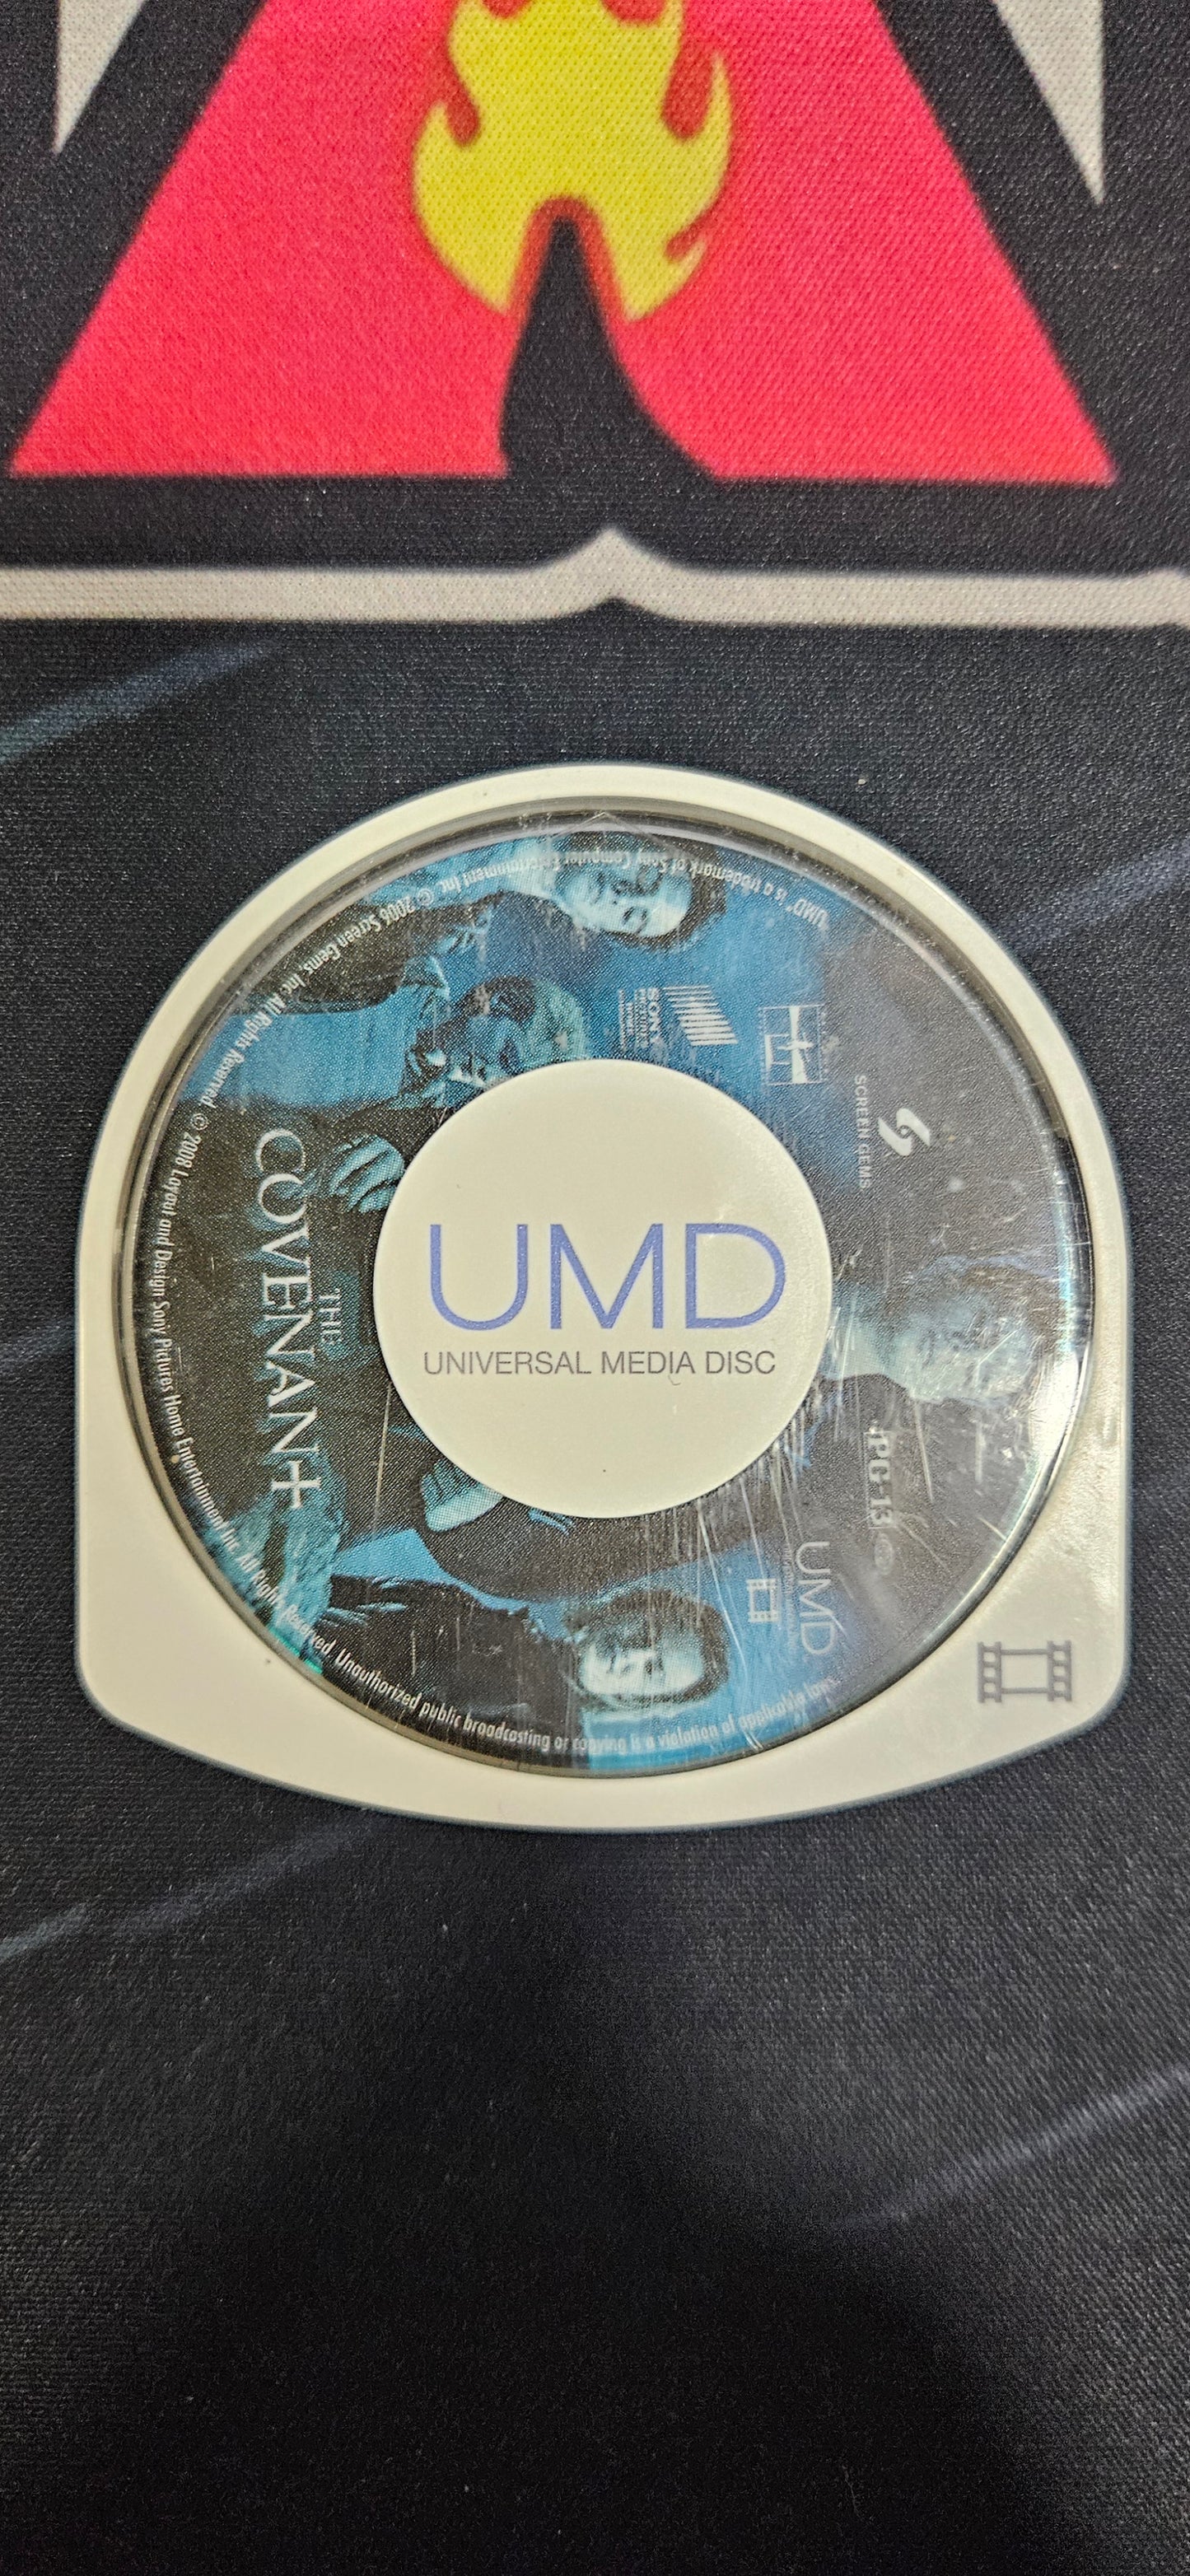 UMD
UNIVERSAL MEDIA DISC
THE
COVENANT
SONY
PICTURES
SCREEN GEMS
PG-13
UMD
"UMD" is a trademark of Sony Computer Entertainment Inc. © 2006 Screen Gems, Inc. All Rights Reserved. © 2008 Layout and Design Sony Pictures Home Entertainment Inc. All Rights Reserved. Unauthorized public broadcasting or copying is a violation of applicable laws.